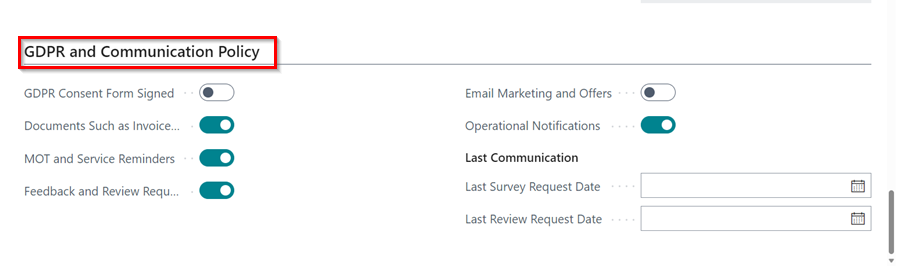 GDPR and Communication Policy
GDPR Consent Form Signed
Documents Such as Invoice...
MOT and Service Reminders
Feedback and Review Requ...
Email Marketing and Offers
Operational Notifications
Last Communication
Last Survey Request Date
Last Review Request Date